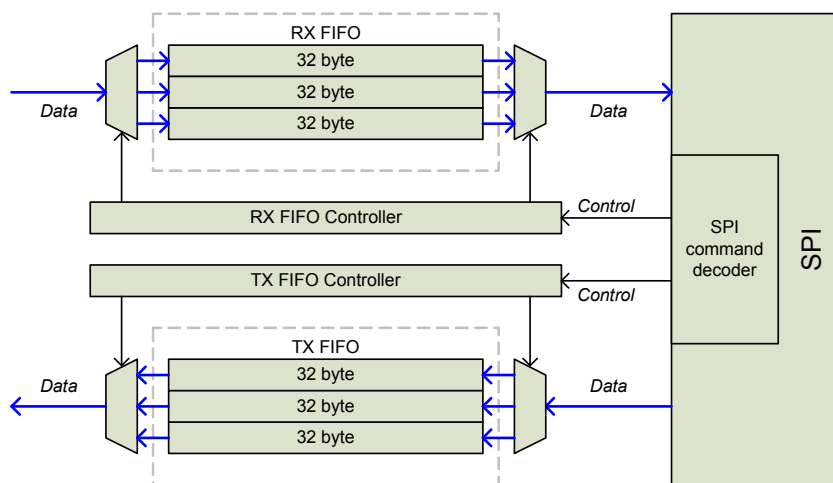 RX FIFO
32 byte
32 byte
32 byte
Data
Data
RX FIFO Controller
Control
SPI
command
decoder
SPI
TX FIFO Controller
Control
TX FIFO
32 byte
32 byte
32 byte
Data
Data